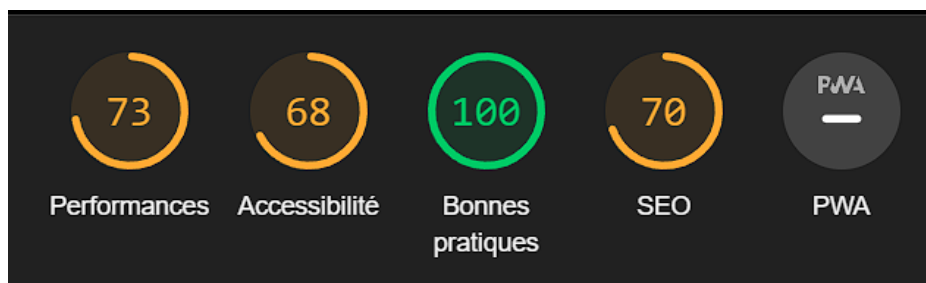 73
68
100
70
PWA
Performances
Accessibilité
Bonnes
pratiques
SEO
PWA